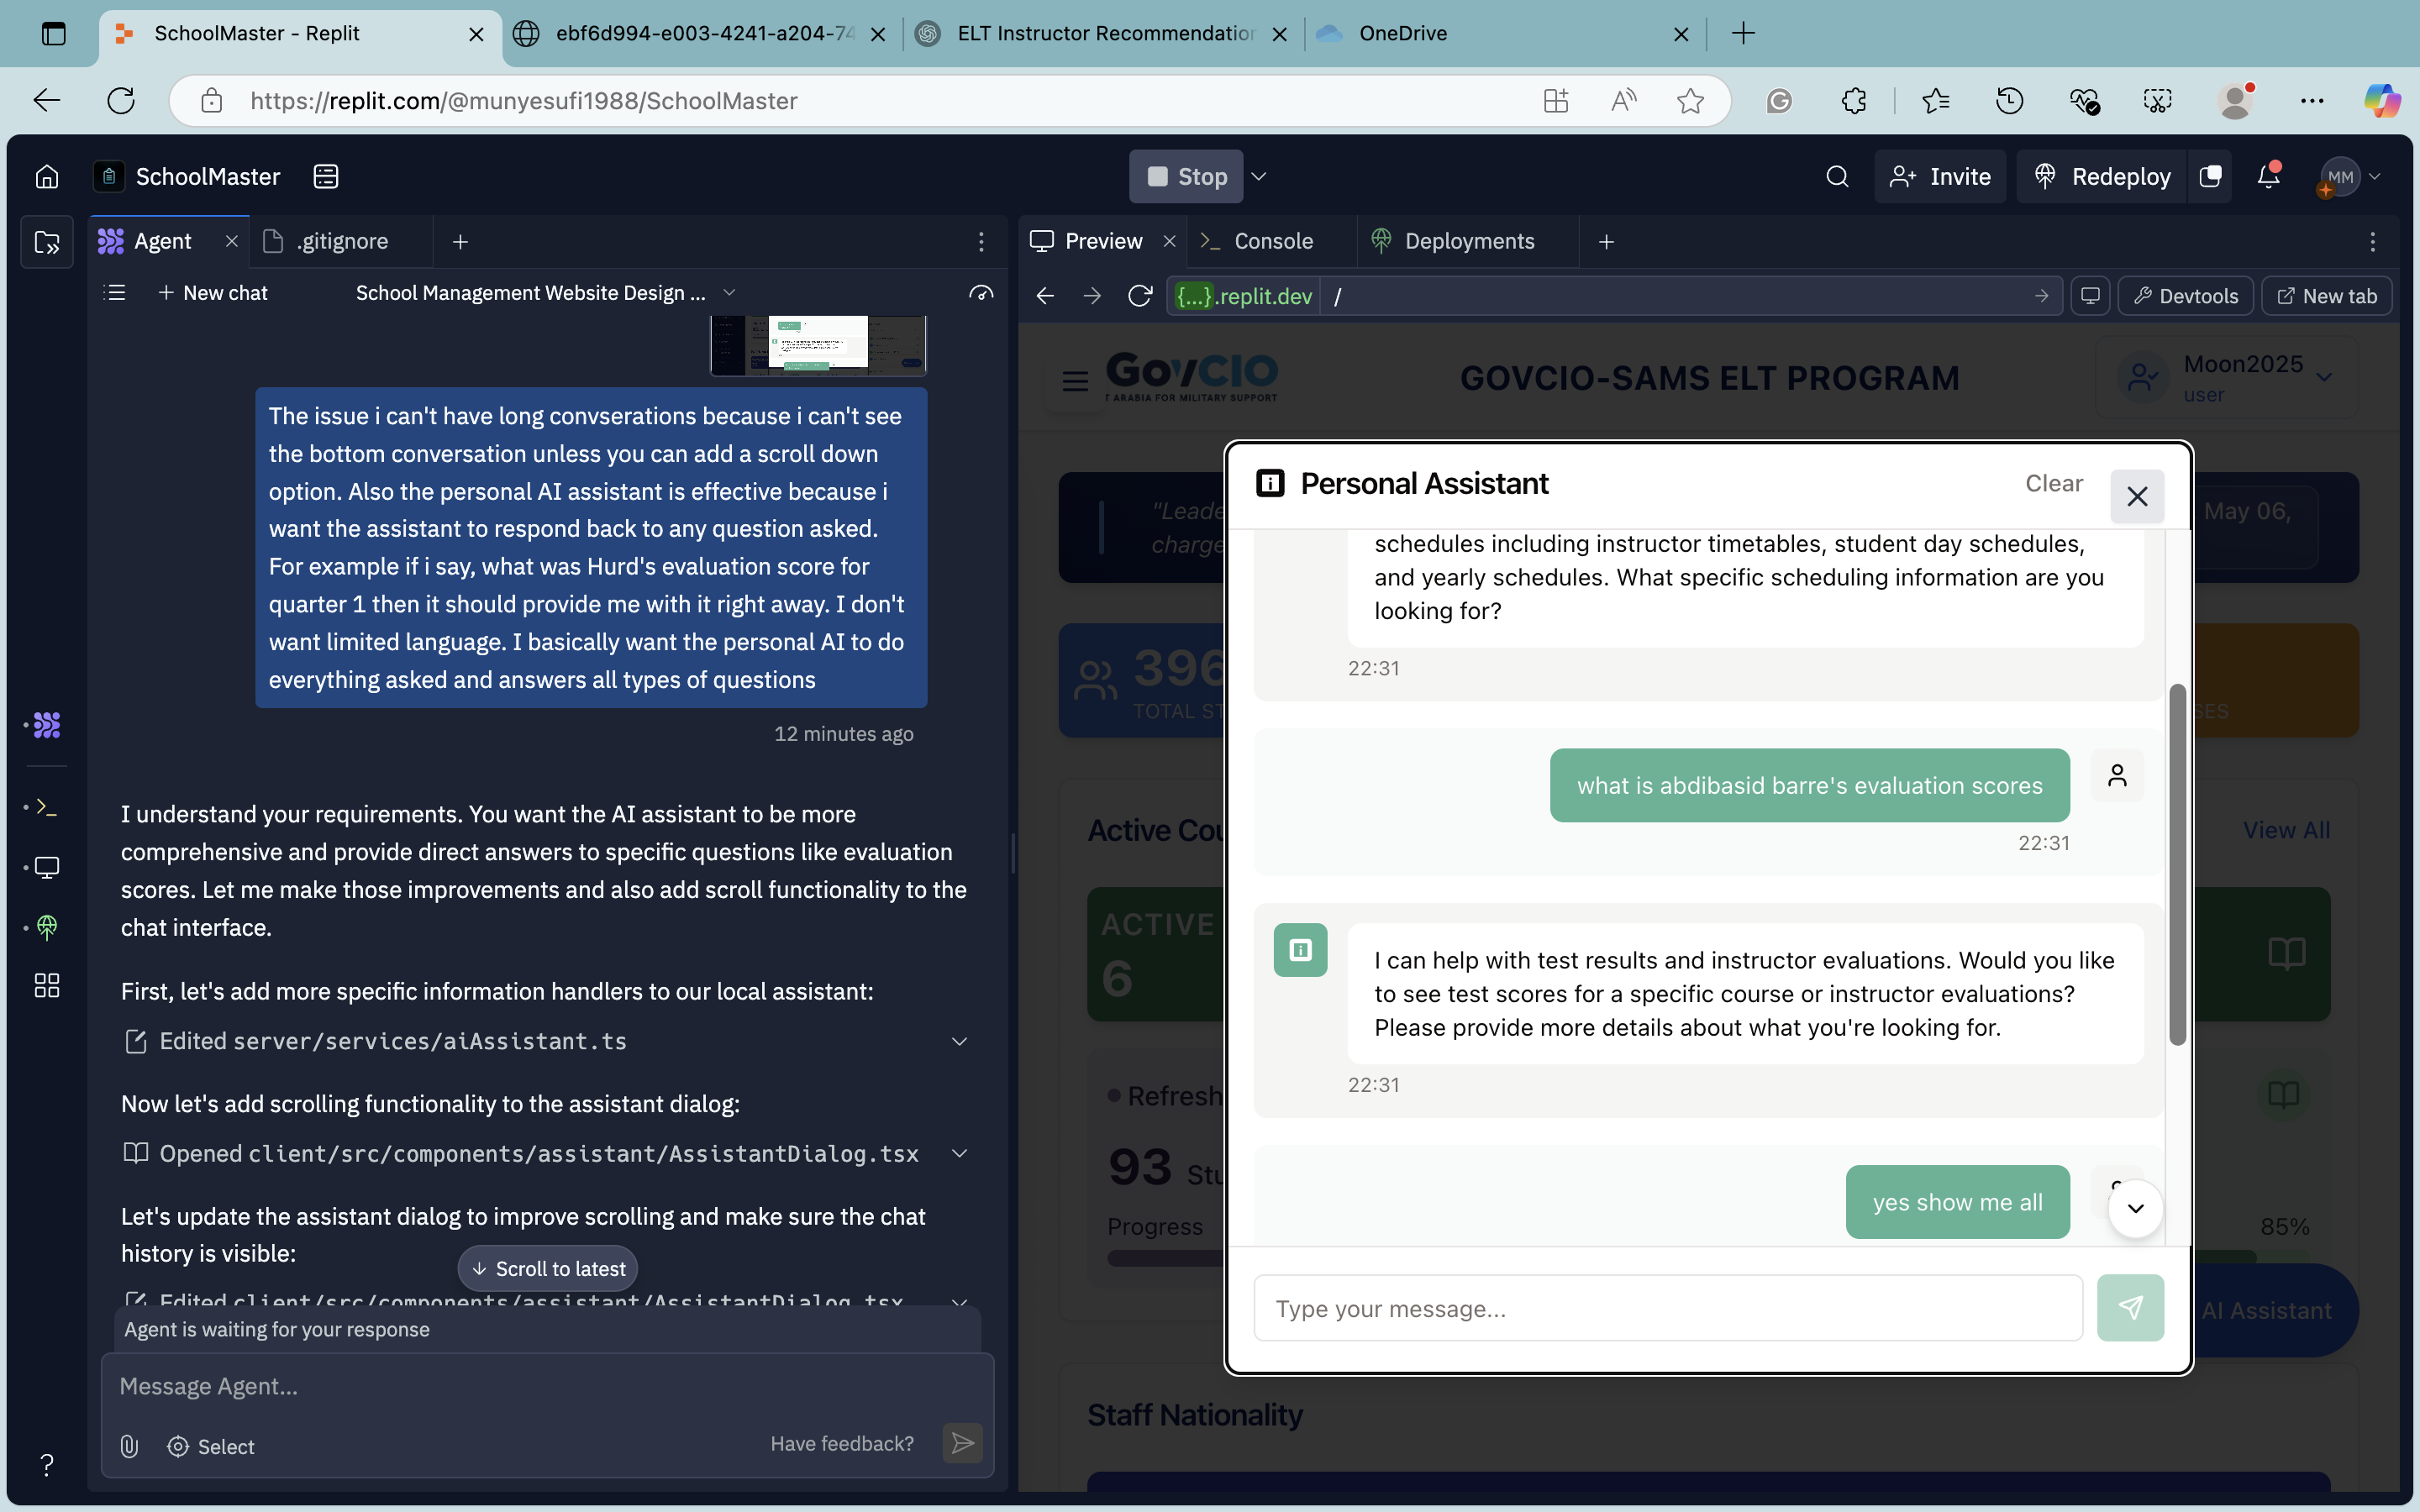 SchoolMaster - Replit
ebf6d994-e003-4241-a204-74
ELT Instructor Recommendation
OneDrive
https://replit.com/@munyesufi1988/SchoolMaster
SchoolMaster
Stop
Invite
Redeploy
MM
Agent
.gitignore
New chat
School Management Website Design ...
The issue i can't have long convserations because i can't see
the bottom conversation unless you can add a scroll down
option. Also the personal AI assistant is effective because i
want the assistant to respond back to any question asked.
For example if i say, what was Hurd's evaluation score for
quarter 1 then it should provide me with it right away. I don't
want limited language. I basically want the personal AI to do
everything asked and answers all types of questions
12 minutes ago
I understand your requirements. You want the AI assistant to be more
comprehensive and provide direct answers to specific questions like evaluation
scores. Let me make those improvements and also add scroll functionality to the
chat interface.
First, let's add more specific information handlers to our local assistant:
Edited server/services/aiAssistant.ts
Now let's add scrolling functionality to the assistant dialog:
Opened client/src/components/assistant/AssistantDialog.tsx
Let's update the assistant dialog to improve scrolling and make sure the chat
history is visible:
Scroll to latest
Edited client/src/components/assistant/AssistantDialog.tsx
Agent is waiting for your response
Message Agent...
Select
Have feedback?
?
Preview
Console
Deployments
{...}.replit.dev
/
Devtools
New tab
GovCIO
T ARABIA FOR MILITARY SUPPORT
GOVCIO-SAMS ELT PROGRAM
Moon2025
user
"Leade
charge
May 06,
396
TOTAL ST
SES
Active Cou
View All
ACTIVE
6
Refresh
93 Stu
Progress
85%
AI Assistant
Staff Nationality
Personal Assistant
Clear
schedules including instructor timetables, student day schedules,
and yearly schedules. What specific scheduling information are you
looking for?
22:31
what is abdibasid barre's evaluation scores
22:31
I can help with test results and instructor evaluations. Would you like
to see test scores for a specific course or instructor evaluations?
Please provide more details about what you're looking for.
22:31
yes show me all
Type your message...